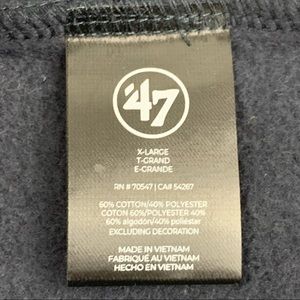 '47
X-LARGE
T-GRAND
E-GRANDE
RN # 70547 | CA# 54267
60% COTTON/40% POLYESTER
COTON 60%/POLYESTER 40%
60% algodón/40% poliéster
EXCLUDING DECORATION
MADE IN VIETNAM
FABRIQUÉ AU VIETNAM
HECHO EN VIETNAM